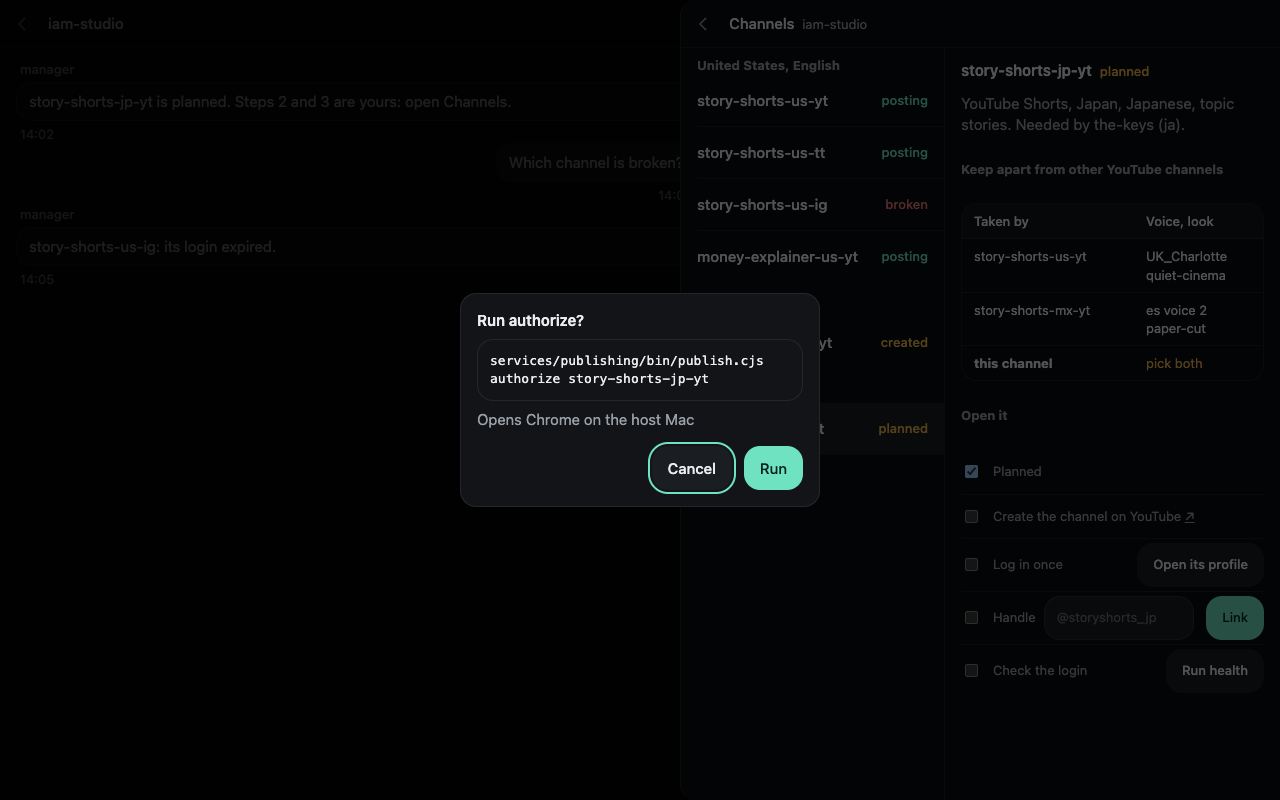 iam-studio
manager
story-shorts-jp-yt is planned. Steps 2 and 3 are yours: open Channels.
14:02
Which channel is broken?
manager
story-shorts-us-ig: its login expired.
14:05
Channels iam-studio
United States, English
story-shorts-us-yt posting
story-shorts-us-tt posting
story-shorts-us-ig broken
money-explainer-us-yt posting
yt created
t planned
story-shorts-jp-yt planned
YouTube Shorts, Japan, Japanese, topic
stories. Needed by the-keys (ja).
Keep apart from other YouTube channels
Taken by Voice, look
story-shorts-us-yt UK_Charlotte
quiet-cinema
story-shorts-mx-yt es voice 2
paper-cut
this channel pick both
Open it
Planned
Create the channel on YouTube ↗
Log in once Open its profile
Handle @storyshorts_jp Link
Check the login Run health
Run authorize?
services/publishing/bin/publish.cjs
authorize story-shorts-jp-yt
Opens Chrome on the host Mac
Cancel Run